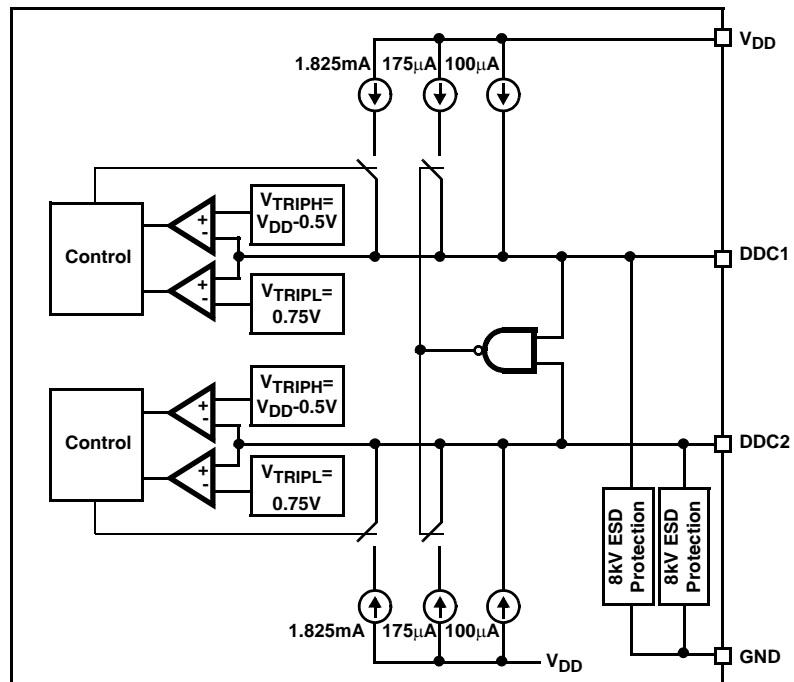 VDD
1.825mA 175μA 100μA
VTRIPH=
VDD-0.5V
+
-
Control
DDC1
+
-
VTRIPL=
0.75V
VTRIPH=
VDD-0.5V
+
-
Control
DDC2
+
-
VTRIPL=
0.75V
8kV ESD
Protection
8kV ESD
Protection
1.825mA 175μA 100μA
VDD
GND